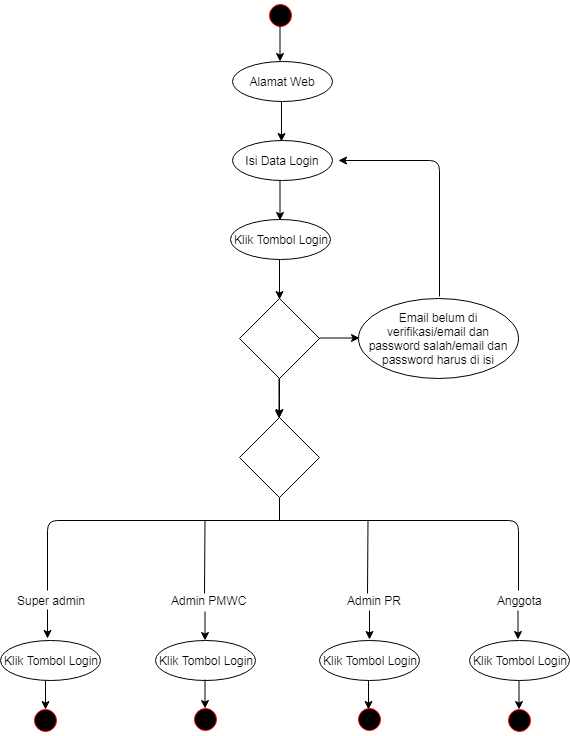 Alamat Web
Isi Data Login
Klik Tombol Login
Email belum di
verifikasi/email dan
password salah/email dan
password harus di isi
Super admin
Admin PMWC
Admin PR
Anggota
Klik Tombol Login
Klik Tombol Login
Klik Tombol Login
Klik Tombol Login